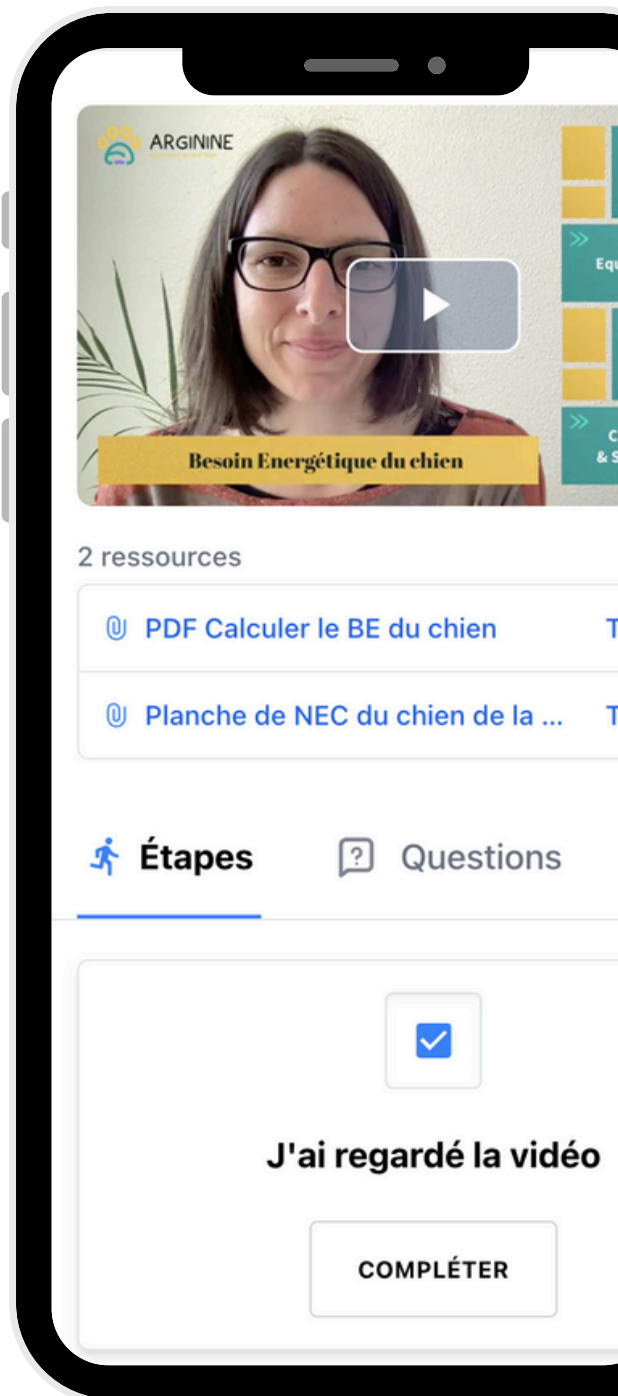 ARGININE
Besoin Energétique du chien
2 ressources
PDF Calculer le BE du chien
Planche de NEC du chien de la ...
Étapes
Questions
J'ai regardé la vidéo
COMPLÉTER